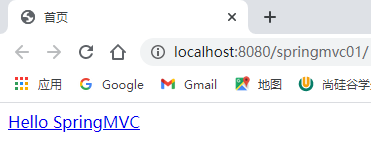 首页
localhost:8080/springmvc01/
应用 Google Gmail 地图 尚硅谷学
Hello SpringMVC